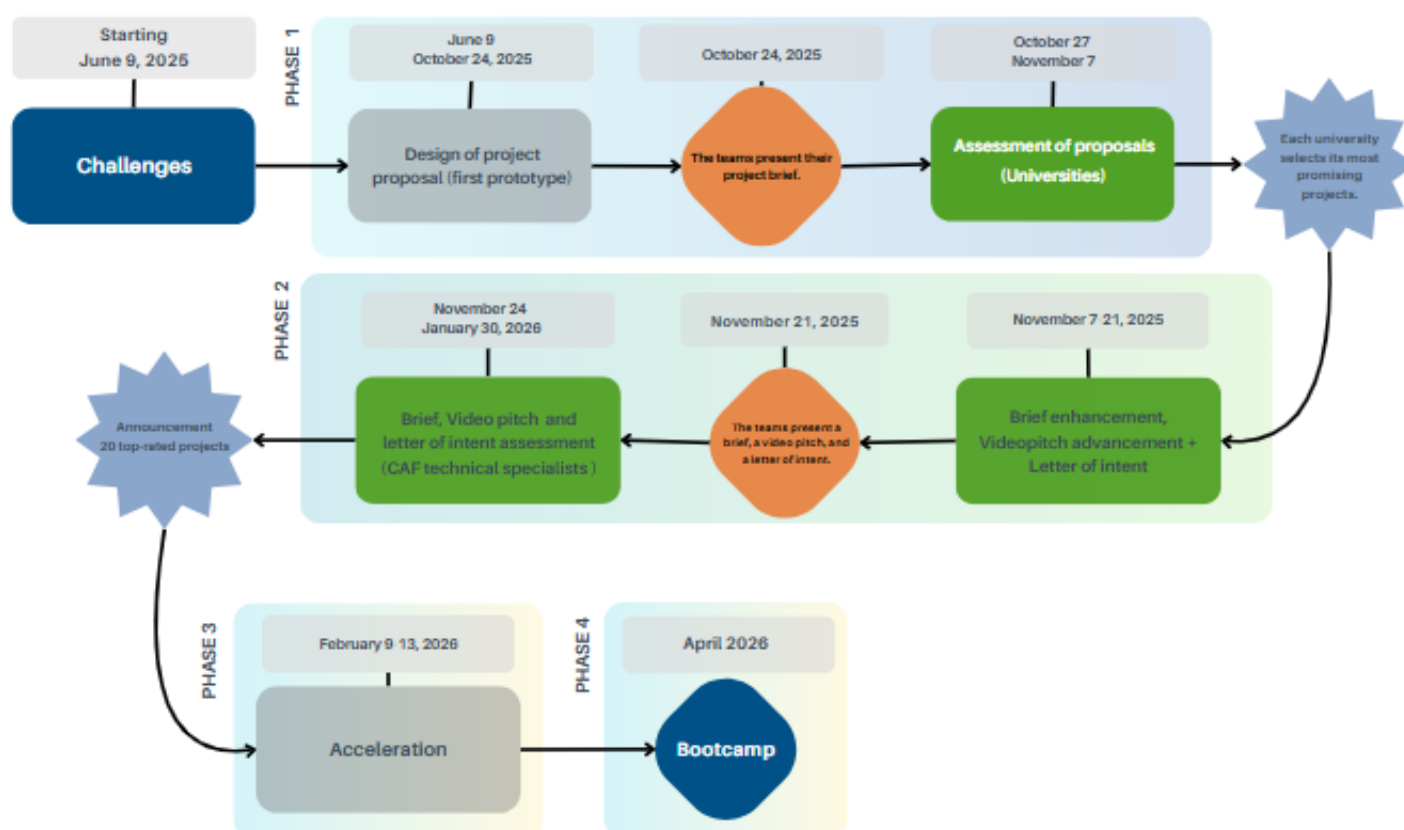 Starting
June 9, 2025
Challenges
PHASE 1
June 9
October 24, 2025
Design of project
proposal (first prototype)
October 24, 2025
The teams present their
project brief.
October 27
November 7
Assessment of proposals
(Universities)
Each university
selects its most
promising
projects.
PHASE 2
November 7 21, 2025
Brief enhancement,
Videopitch advancement +
Letter of intent
November 21, 2025
The teams present a
brief, a video pitch, and
a letter of intent.
November 24
January 30, 2026
Brief, Video pitch and
letter of intent assessment
(CAF technical specialists )
Announcement
20 top-rated projects
PHASE 3
February 9 13, 2026
Acceleration
PHASE 4
April 2026
Bootcamp